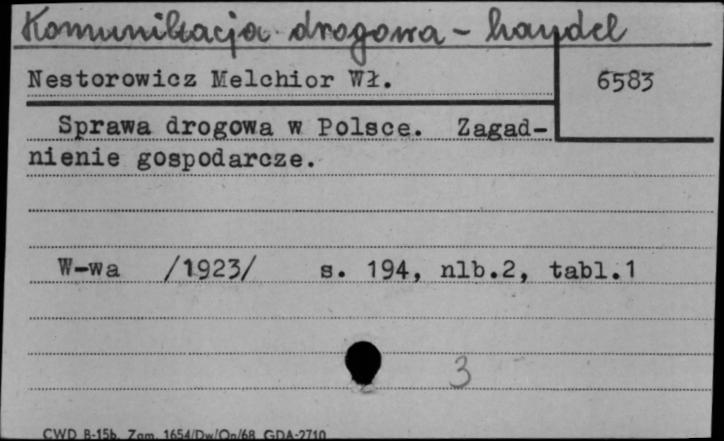 Komunikacja drogowa - handel
Nestorowicz Melchior Wł.
6583
Sprawa drogowa w Polsce. Zagad-
nienie gospodarcze.
W-wa /1923/ s. 194, nlb.2, tabl.1
3
CWD B-15b. Zam. 1654/Dw/On/68 GDA-2710